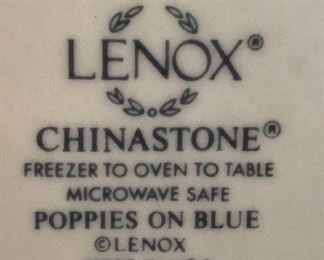 LENOX®
CHINASTONE®
FREEZER TO OVEN TO TABLE
MICROWAVE SAFE
POPPIES ON BLUE
©LENOX